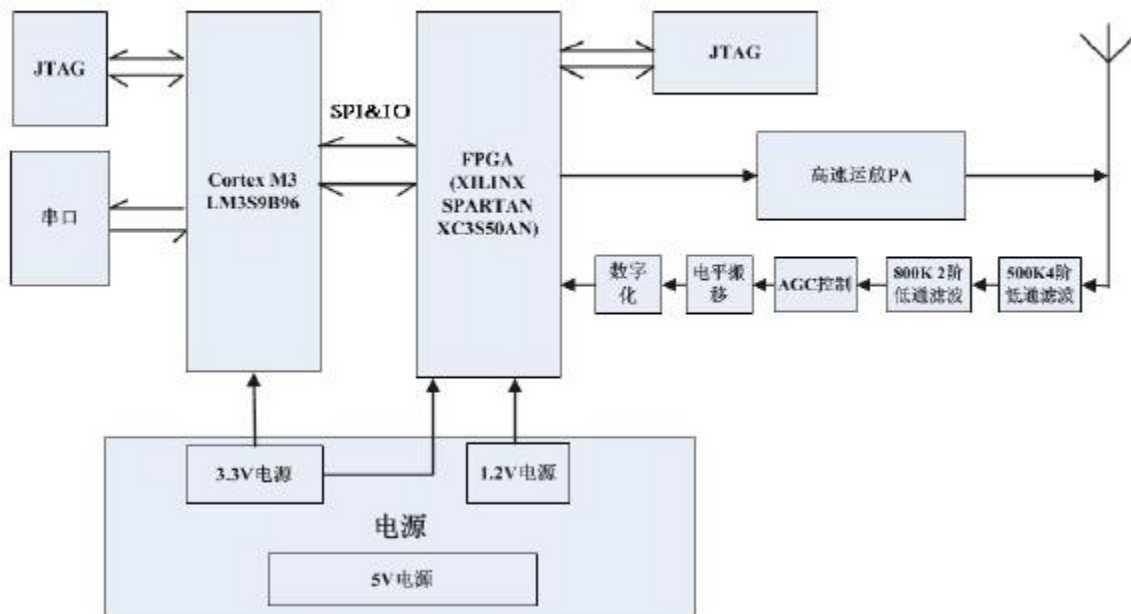 JTAG
串口
Cortex M3
LM3S9B96
SPI&IO
FPGA
(XILINX
SPARTAN
XC3S50AN)
JTAG
高速运放PA
数字
化
电平搬
移
AGC控制
800K 2阶
低通滤波
500K4阶
低通滤波
3.3V电源
1.2V电源
电源
5V电源